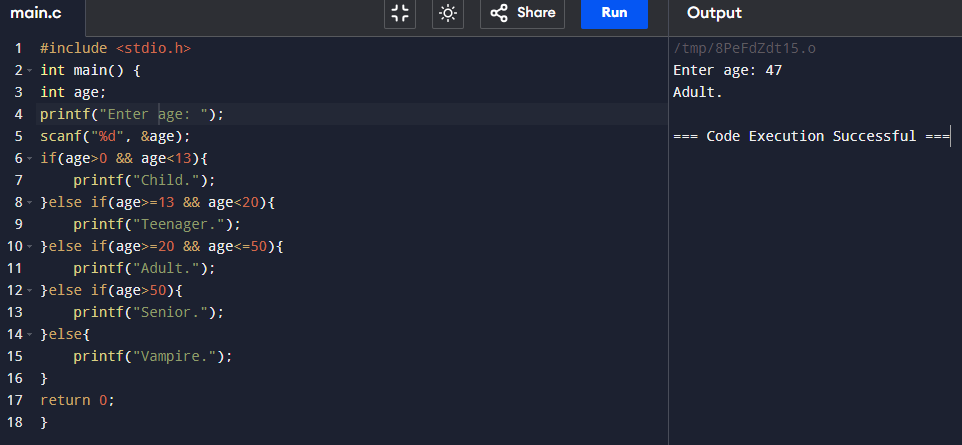 main.c Share Run Output
1 #include <stdio.h>
2 int main() {
3 int age;
4 printf("Enter age: ");
5 scanf("%d", &age);
6 if(age>0 && age<13){
7     printf("Child.");
8 }else if(age>=13 && age<20){
9     printf("Teenager.");
10 }else if(age>=20 && age<=50){
11     printf("Adult.");
12 }else if(age>50){
13     printf("Senior.");
14 }else{
15     printf("Vampire.");
16 }
17 return 0;
18 }
/tmp/8PeFdZdt15.o
Enter age: 47
Adult.
=== Code Execution Successful ===